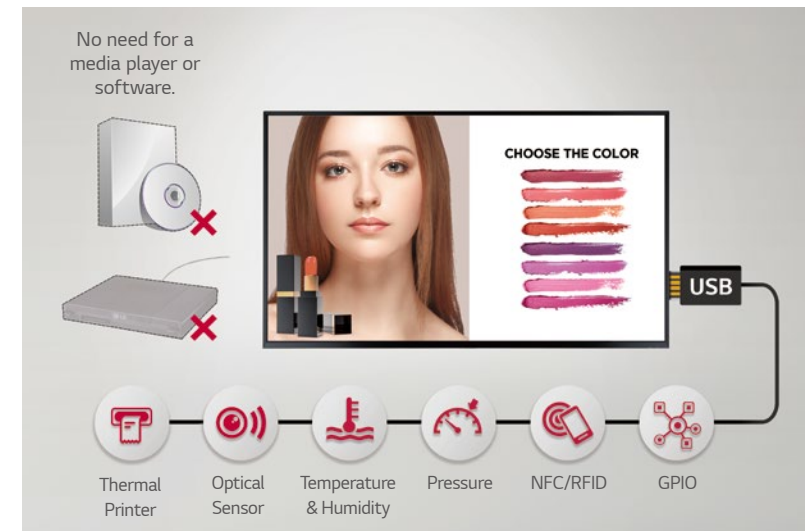 No need for a
media player or
software.
CHOOSE THE COLOR
USB
Thermal
Printer
Optical
Sensor
Temperature
& Humidity
Pressure
NFC/RFID
GPIO